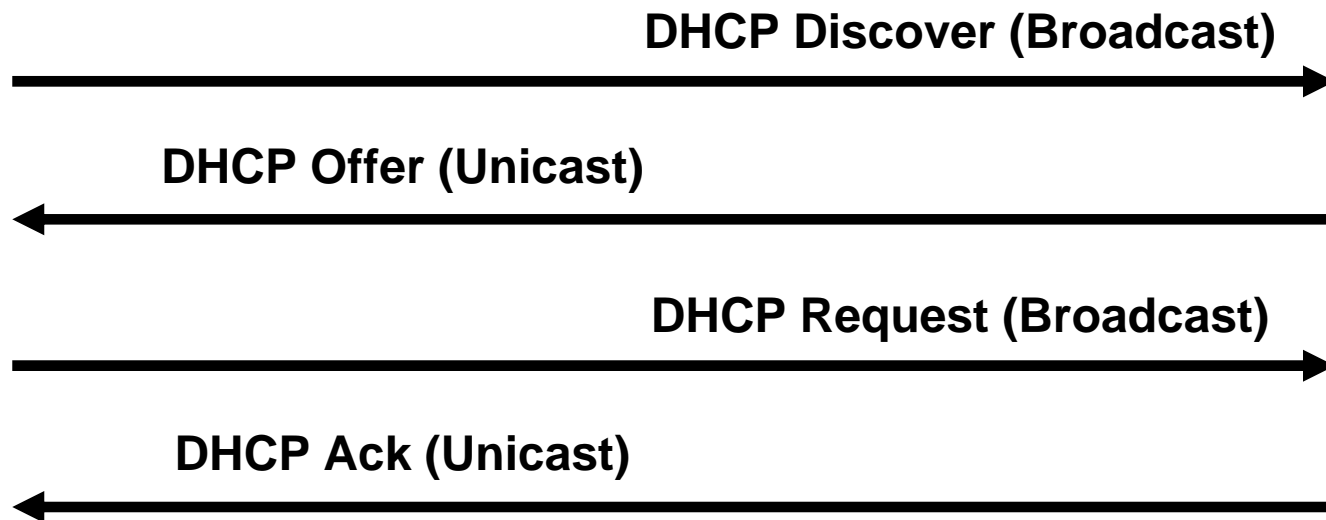 DHCP Discover (Broadcast)
DHCP Offer (Unicast)
DHCP Request (Broadcast)
DHCP Ack (Unicast)